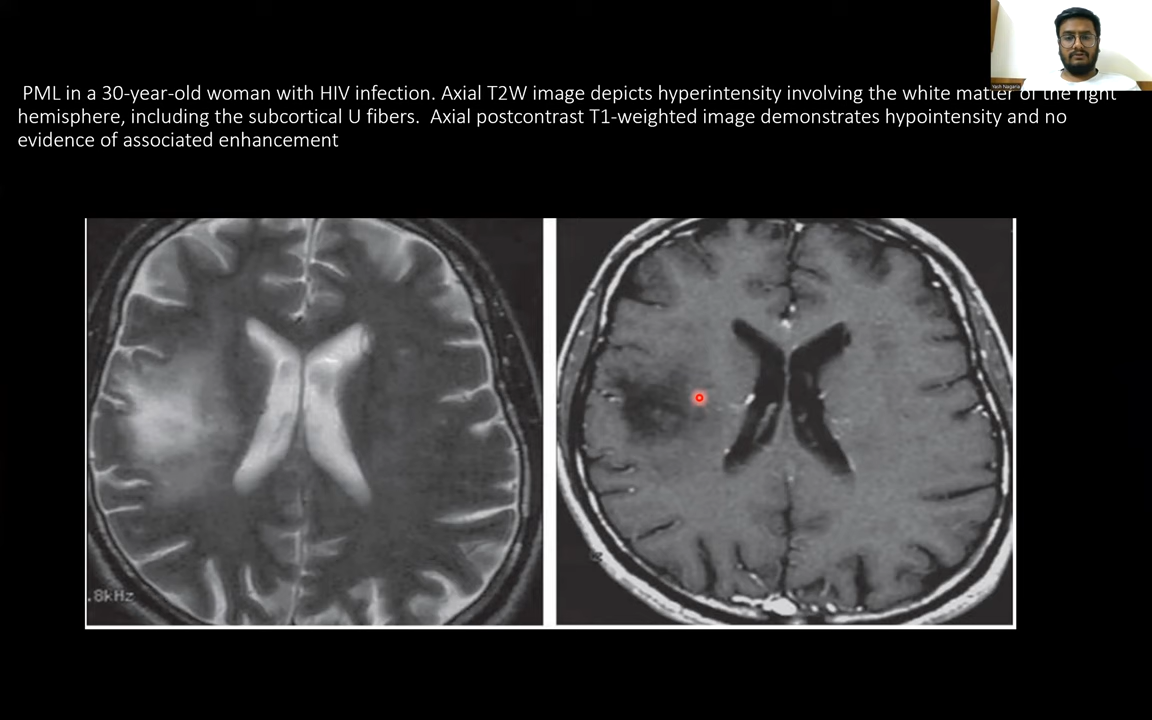 PML in a 30-year-old woman with HIV infection. Axial T2W image depicts hyperintensity involving the white matter of the right
hemisphere, including the subcortical U fibers.  Axial postcontrast T1-weighted image demonstrates hypointensity and no
evidence of associated enhancement
.8kHz